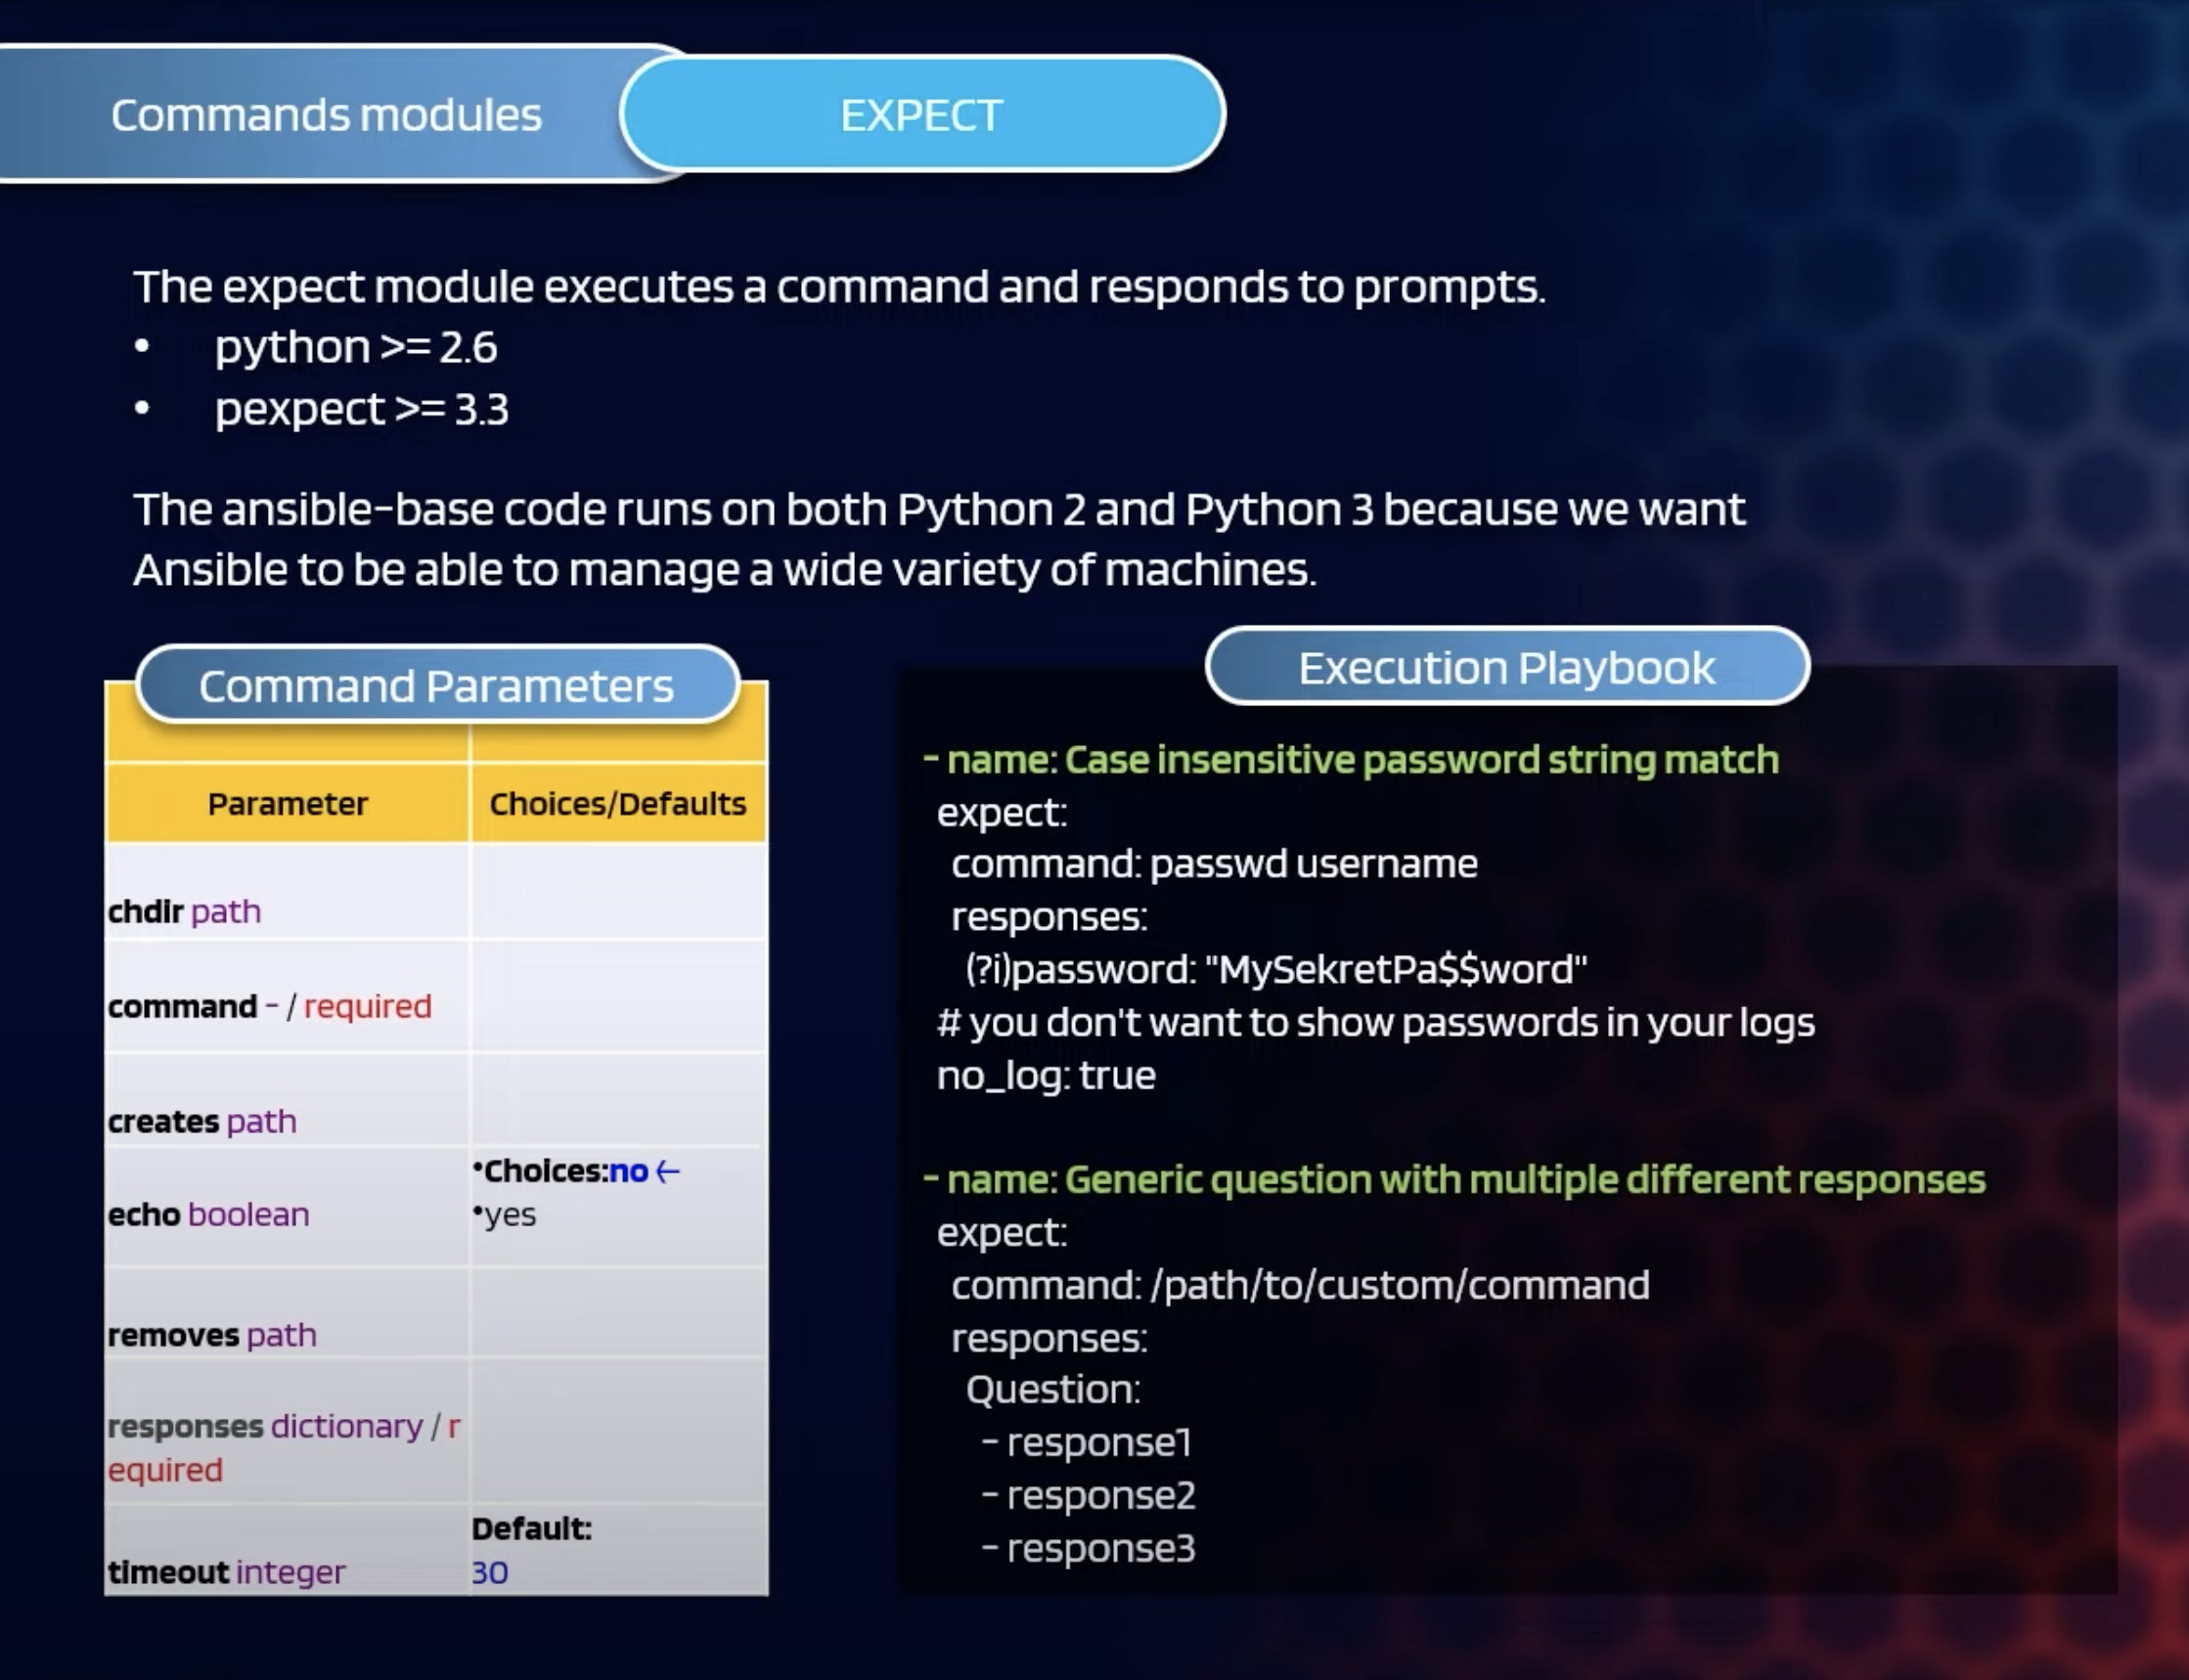 Commands modules
EXPECT
The expect module executes a command and responds to prompts.
• python >= 2.6
• pexpect >= 3.3
The ansible-base code runs on both Python 2 and Python 3 because we want
Ansible to be able to manage a wide variety of machines.
Command Parameters
Parameter Choices/Defaults
chdir path
command - / required
creates path
echo boolean
•Choices:no ←
•yes
removes path
responses dictionary / r
equired
timeout integer
Default:
30
Execution Playbook
- name: Case insensitive password string match
expect:
command: passwd username
responses:
(?i)password: "MySekretPa$$word"
# you don't want to show passwords in your logs
no_log: true
- name: Generic question with multiple different responses
expect:
command: /path/to/custom/command
responses:
Question:
- response1
- response2
- response3